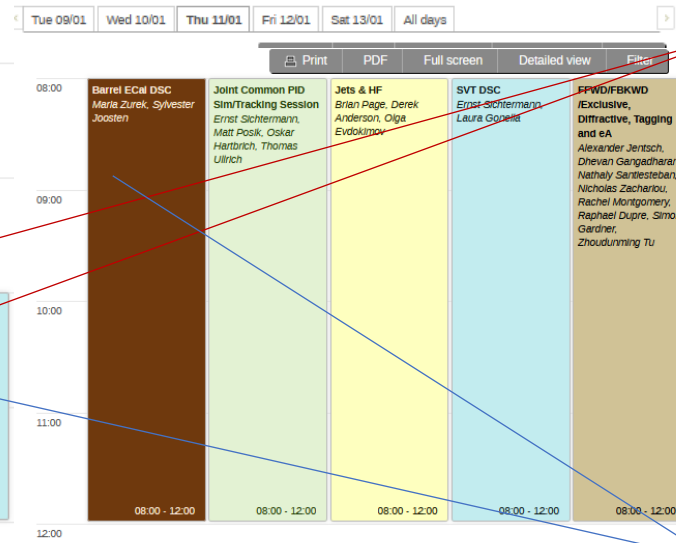 Tue 09/01 Wed 10/01 Thu 11/01 Fri 12/01 Sat 13/01 All days
Print PDF Full screen Detailed view Filter
08:00
09:00
10:00
11:00
12:00
Barrel ECal DSC
Maria Zurek, Sylvester
Joosten
08:00 - 12:00
Joint Common PID
Sim/Tracking Session
Ernst Sichtermann,
Matt Posik, Oskar
Hartbrich, Thomas
Ullrich
08:00 - 12:00
Jets & HF
Brian Page, Derek
Anderson, Olga
Evdokimov
08:00 - 12:00
SVT DSC
Ernst Sichtermann,
Laura Gonella
08:00 - 12:00
FFWD/FBKWD
/Exclusive,
Diffractive, Tagging
and eA
Alexander Jentsch,
Dhevan Gangadharan
Nathaly Santiesteban,
Nicholas Zachariou,
Rachel Montgomery,
Raphael Dupre, Simo
Gardner,
Zhoudunming Tu
08:00 - 12:00